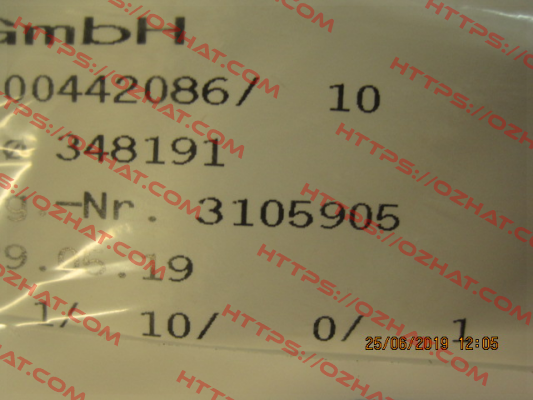 GmbH
00442086/ 10
e 348191
g.-Nr. 3105905
9. .19
1/ 10/ 0/ 1
25/06/2019 12:05
HTTPS://OZHAT.COM